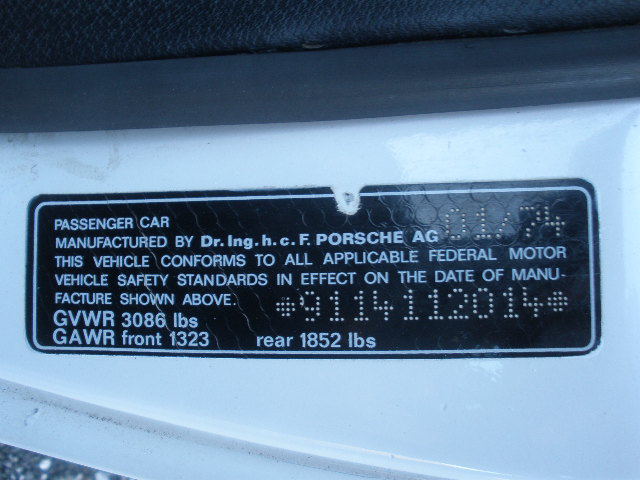 PASSENGER CAR
MANUFACTURED BY Dr. Ing. h. c. F. PORSCHE AG 01/74
THIS VEHICLE CONFORMS TO ALL APPLICABLE FEDERAL MOTOR
VEHICLE SAFETY STANDARDS IN EFFECT ON THE DATE OF MANU-
FACTURE SHOWN ABOVE. *9114112014*
GVWR 3086 lbs
GAWR front 1323 rear 1852 lbs